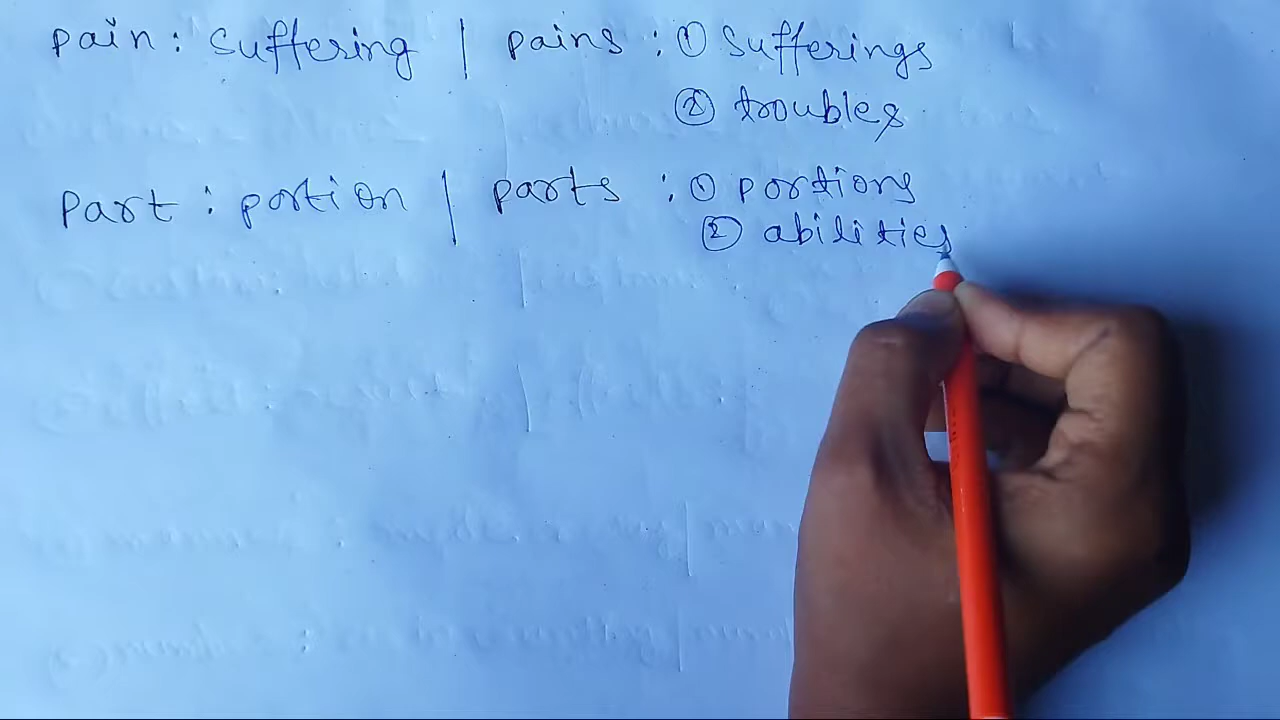 pain: suffering | pains : ① sufferings
② troubles
part : portion | parts : ① portions
② abilities